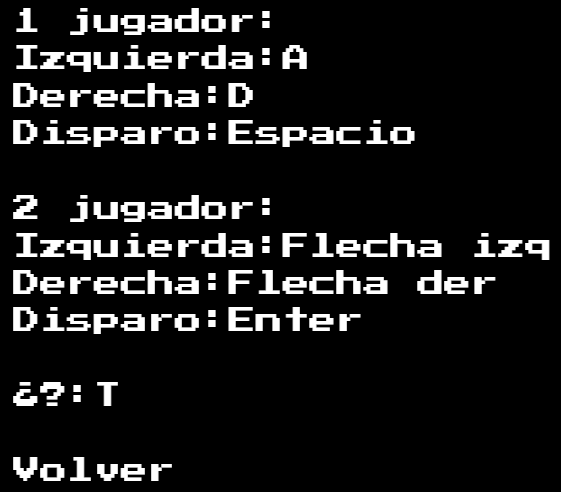 1 jugador:
Izquierda:A
Derecha:D
Disparo:Espacio
2 jugador:
Izquierda:Flecha izq
Derecha:Flecha der
Disparo:Enter
¿?:T
Volver